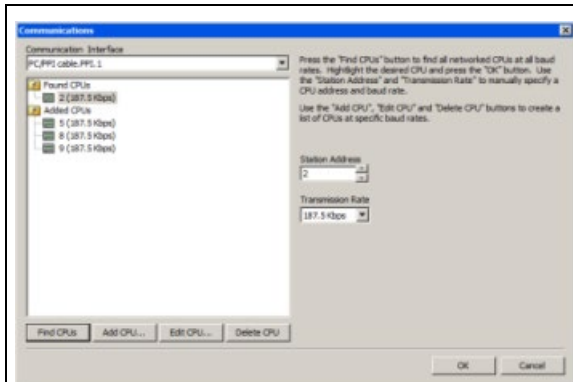 Communications
Communication Interface
PC/PPI cable.PPI.1
Press the "Find CPUs" button to find all networked CPUs at all baud
rates. Highlight the desired CPU and press the "OK" button. Use
the "Station Address" and "Transmission Rate" to manually specify a
CPU address and baud rate.
Use the "Add CPU", "Edit CPU" and "Delete CPU" buttons to create a
list of CPUs at specific baud rates.
Found CPUs
2 (187.5 Kbps)
Added CPUs
5 (187.5 Kbps)
8 (187.5 Kbps)
9 (187.5 Kbps)
Station Address
2
Transmission Rate
187.5 Kbps
Find CPUs
Add CPU...
Edit CPU...
Delete CPU
OK
Cancel